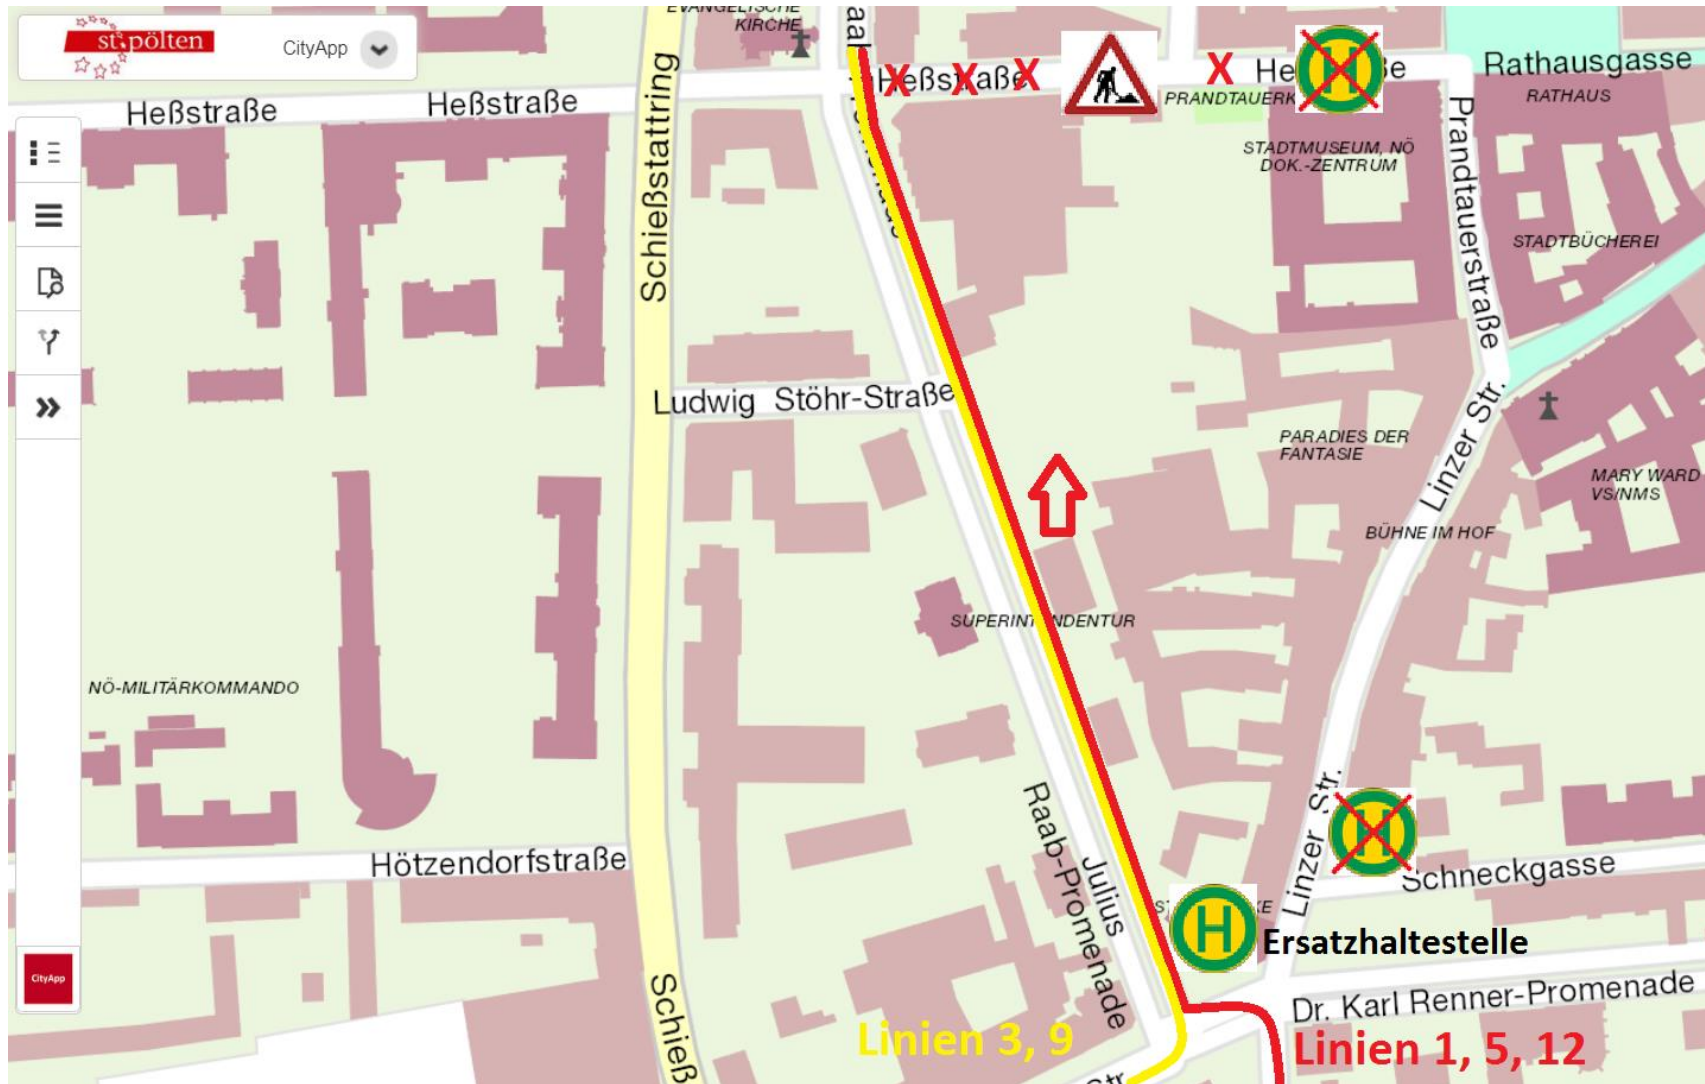 EVANGELISCHE
KIRCHE
st.pölten
CityApp
Heßstraße
Heßstraße
Heßstraße
X X X
X
Rathausgasse
RATHAUS
PRANDTAUERK
STADTMUSEUM, NÖ
DOK.-ZENTRUM
Prandtauerstraße
Schießstattring
STADTBÜCHEREI
Ludwig Stöhr-Straße
PARADIES DER
FANTASIE
Linzer Str.
MARY WARD
VS/NMS
BÜHNE IM HOF
SUPERINTENDENTUR
NÖ-MILITÄRKOMMANDO
Raab-Promenade
Julius
Linzer Str.
H
H
Hötzendorfstraße
Schneckgasse
H
Ersatzhaltestelle
CityApp
Schieß
Dr. Karl Renner-Promenade
Linien 3, 9
Linien 1, 5, 12
Str.